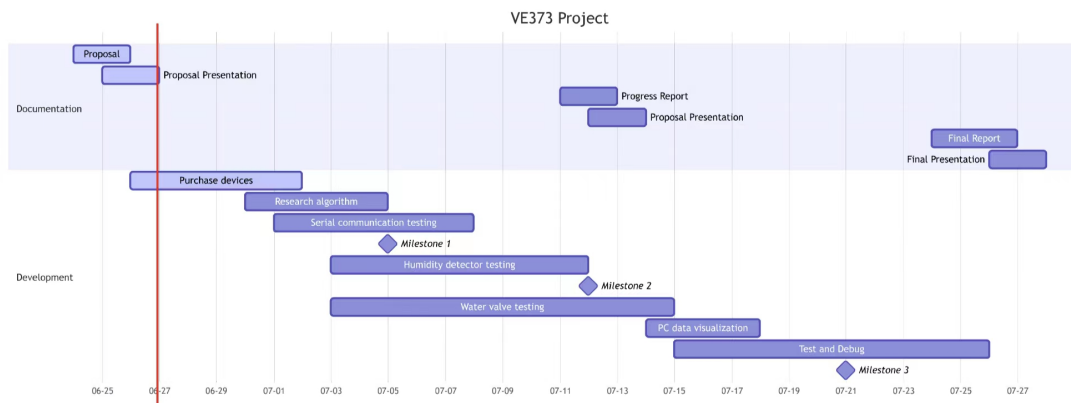 VE373 Project
Documentation
Proposal
Proposal Presentation
Progress Report
Proposal Presentation
Final Report
Final Presentation
Development
Purchase devices
Research algorithm
Serial communication testing
Milestone 1
Humidity detector testing
Milestone 2
Water valve testing
PC data visualization
Test and Debug
Milestone 3
06-25 06-27 06-29 07-01 07-03 07-05 07-07 07-09 07-11 07-13 07-15 07-17 07-19 07-21 07-23 07-25 07-27